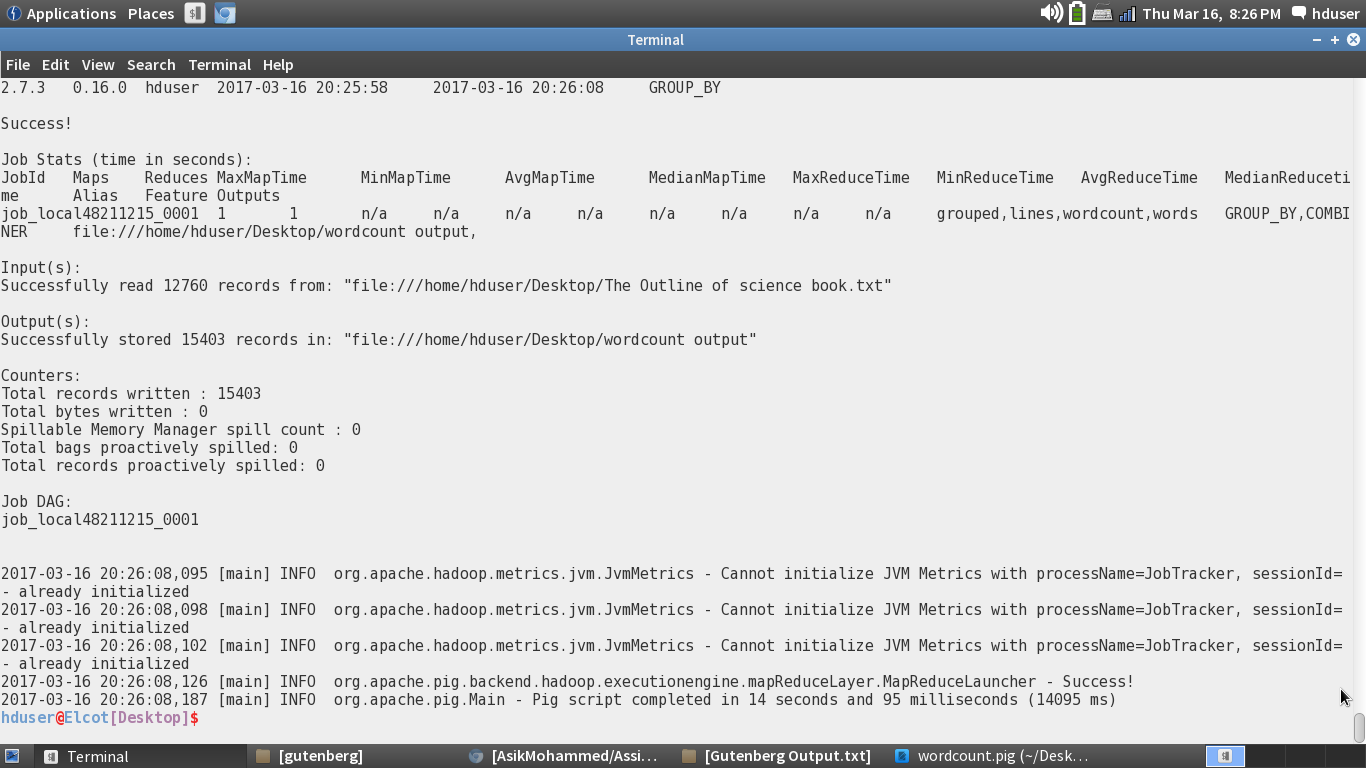 Applications Places Thu Mar 16, 8:26 PM hduser
Terminal
File Edit View Search Terminal Help
2.7.3 0.16.0 hduser 2017-03-16 20:25:58 2017-03-16 20:26:08 GROUP_BY
Success!
Job Stats (time in seconds):
JobId Maps Reduces MaxMapTime MinMapTime AvgMapTime MedianMapTime MaxReduceTime MinReduceTime AvgReduceTime MedianReduceti
me Alias Feature Outputs
job_local48211215_0001 1 1 n/a n/a n/a n/a n/a n/a n/a n/a grouped,lines,wordcount,words GROUP_BY,COMBI
NER file:///home/hduser/Desktop/wordcount output,
Input(s):
Successfully read 12760 records from: "file:///home/hduser/Desktop/The Outline of science book.txt"
Output(s):
Successfully stored 15403 records in: "file:///home/hduser/Desktop/wordcount output"
Counters:
Total records written : 15403
Total bytes written : 0
Spillable Memory Manager spill count : 0
Total bags proactively spilled: 0
Total records proactively spilled: 0
Job DAG:
job_local48211215_0001
2017-03-16 20:26:08,095 [main] INFO org.apache.hadoop.metrics.jvm.JvmMetrics - Cannot initialize JVM Metrics with processName=JobTracker, sessionId=
- already initialized
2017-03-16 20:26:08,098 [main] INFO org.apache.hadoop.metrics.jvm.JvmMetrics - Cannot initialize JVM Metrics with processName=JobTracker, sessionId=
- already initialized
2017-03-16 20:26:08,102 [main] INFO org.apache.hadoop.metrics.jvm.JvmMetrics - Cannot initialize JVM Metrics with processName=JobTracker, sessionId=
- already initialized
2017-03-16 20:26:08,126 [main] INFO org.apache.pig.backend.hadoop.executionengine.mapReduceLayer.MapReduceLauncher - Success!
2017-03-16 20:26:08,187 [main] INFO org.apache.pig.Main - Pig script completed in 14 seconds and 95 milliseconds (14095 ms)
hduser@Elcot[Desktop]$
Terminal [gutenberg] [AsikMohammed/Assi... [Gutenberg Output.txt] wordcount.pig (~/Desk...